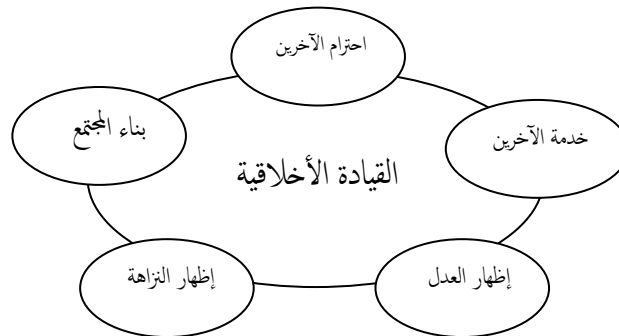 احترام الآخرين
خدمة الآخرين
بناء المجتمع
القيادة الأخلاقية
إظهار العدل
إظهار النزاهة